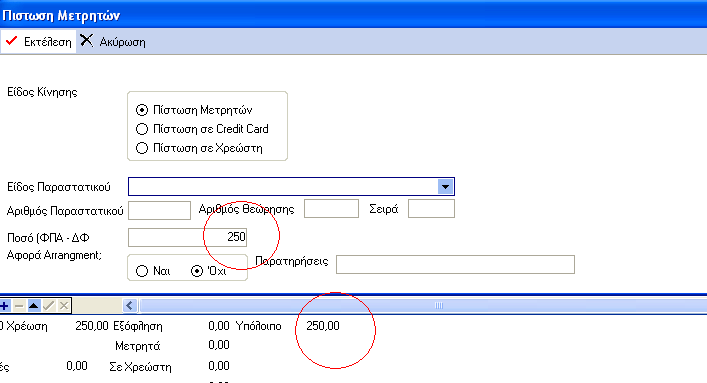 Πίστωση Μετρητών
Εκτέλεση Ακύρωση
Είδος Κίνησης
Πίστωση Μετρητών
Πίστωση σε Credit Card
Πίστωση σε Χρεώστη
Είδος Παραστατικού
Αριθμός Παραστατικού Αριθμός Θεώρησης Σειρά
Ποσό (ΦΠΑ - ΔΦ 250
Αφορά Arrangment; Ναι Όχι Παρατηρήσεις
Χρέωση 250,00 Εξόφληση 0,00 Υπόλοιπο 250,00
Μετρητά 0,00
0,00 Σε Χρεώστη 0,00